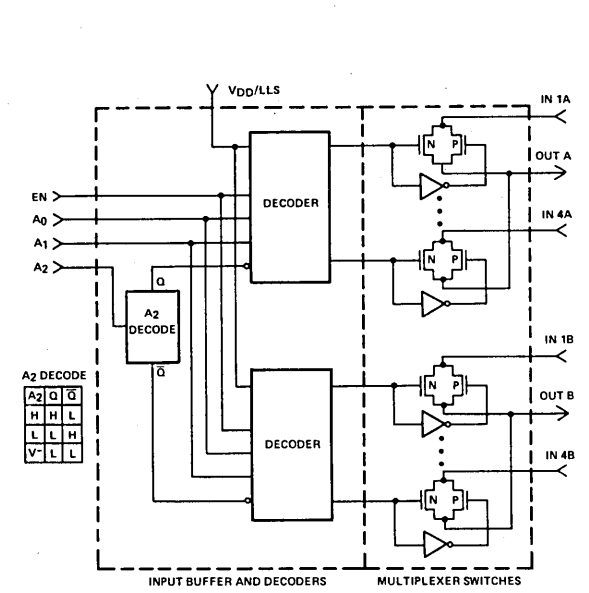 VDD/LLS
IN 1A
N P
OUT A
EN
DECODER
A0
A1
IN 4A
A2
N P
Q
A2
DECODE
Q̅
IN 1B
A2 DECODE
A2 Q Q̅
H H L
L L H
V- L L
N P
OUT B
DECODER
IN 4B
N P
INPUT BUFFER AND DECODERS
MULTIPLEXER SWITCHES